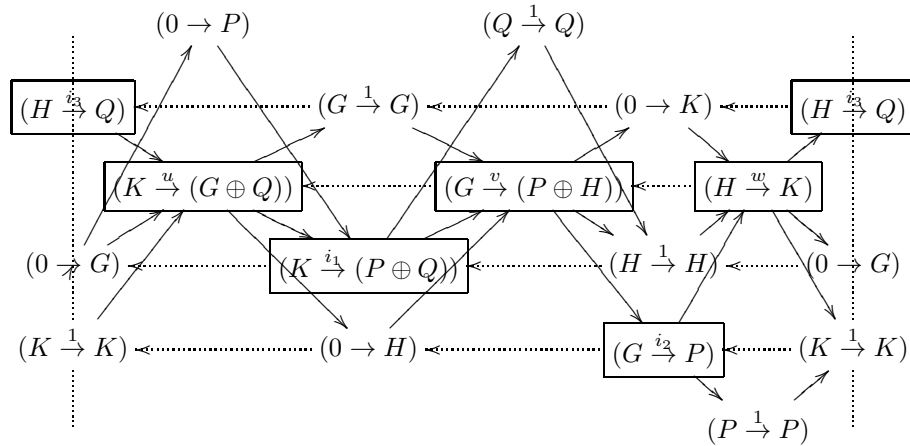 (0 → P) (Q →1 Q)
(H →i₃ Q) (G →1 G) (0 → K) (H →i₃ Q)
(K →u (G ⊕ Q)) (G →v (P ⊕ H)) (H →w K)
(0 → G) (K →i₁ (P ⊕ Q)) (H →1 H) (0 → G)
(K →1 K) (0 → H) (G →i₂ P) (K →1 K)
(P →1 P)